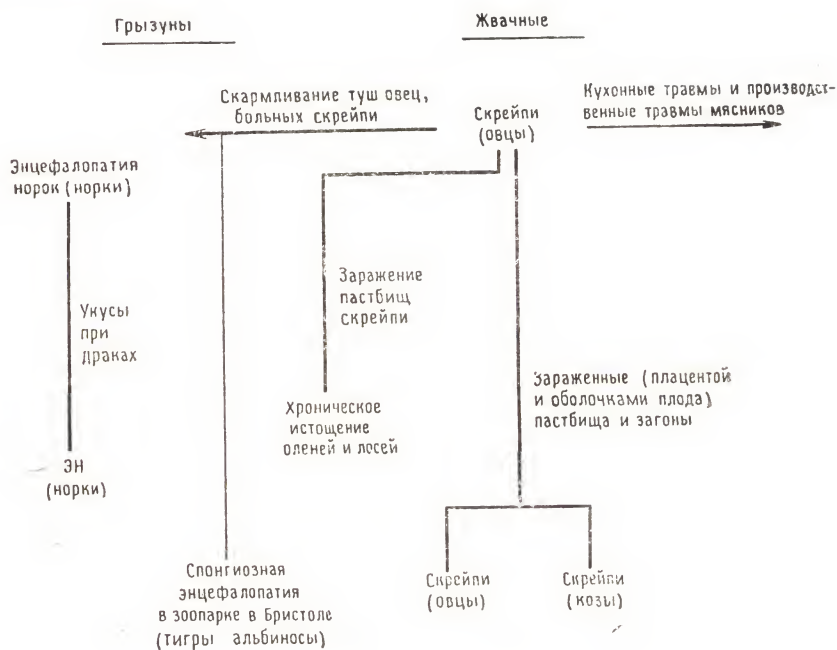 Грызуны
Жвачные
Скармливание туш овец,
больных скрейпи
Скрейпи
(овцы)
Кухонные травмы и производст-
венные травмы мясников
Энцефалопатия
норок (норки)
Укусы
при
драках
ЭН
(норки)
Заражение
пастбищ
скрейпи
Хроническое
истощение
оленей и лосей
Зараженные (плацентой
и оболочками плода)
пастбища и загоны
Спонгиозная
энцефалопатия
в зоопарке в Бристоле
(тигры альбиносы)
Скрейпи
(овцы)
Скрейпи
(козы)